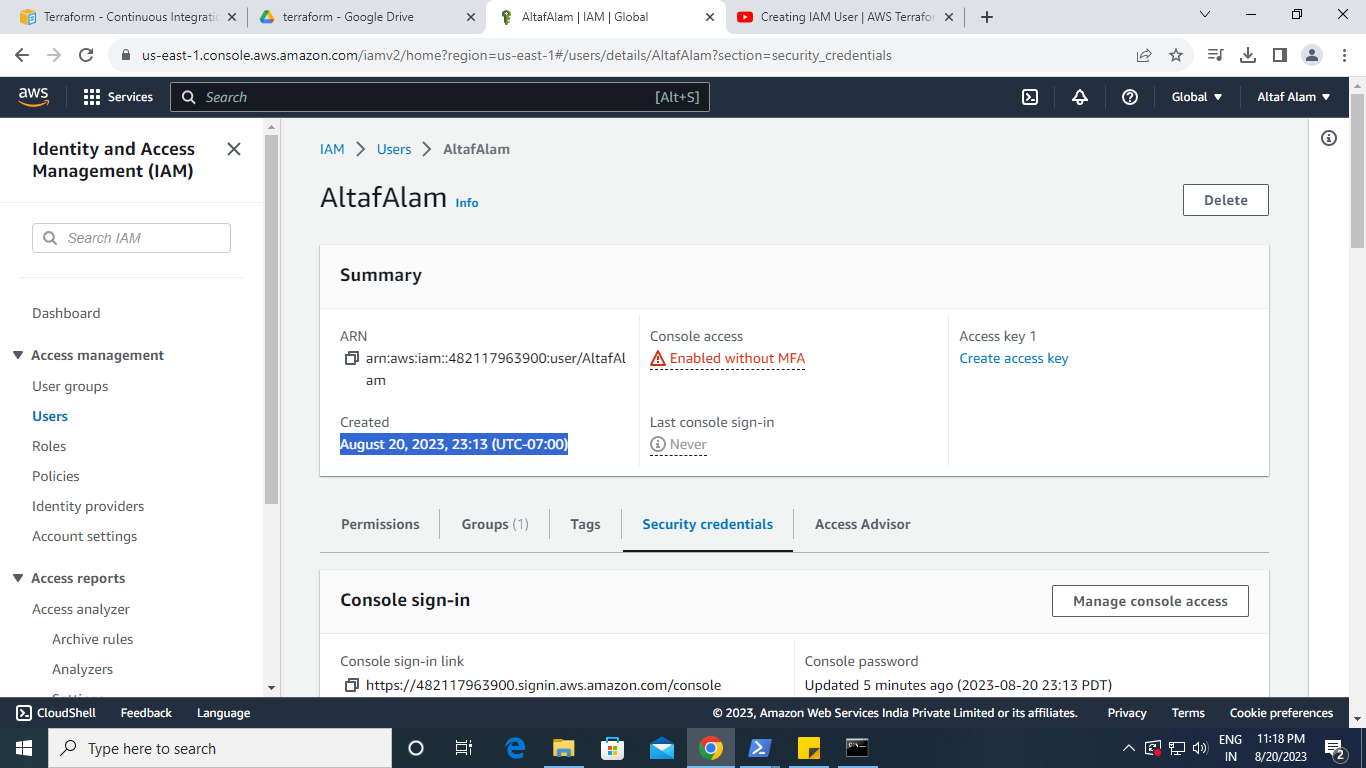 Terraform - Continuous Integratio
terraform - Google Drive
AltafAlam | IAM | Global
Creating IAM User | AWS Terrafor
us-east-1.console.aws.amazon.com/iamv2/home?region=us-east-1#/users/details/AltafAlam?section=security_credentials
aws
Services
Search
[Alt+S]
Global
Altaf Alam
Identity and Access
Management (IAM)
Search IAM
Dashboard
Access management
User groups
Users
Roles
Policies
Identity providers
Account settings
Access reports
Access analyzer
Archive rules
Analyzers
Settings
IAM > Users > AltafAlam
AltafAlam Info
Delete
Summary
ARN
arn:aws:iam::482117963900:user/AltafAl
am
Console access
Enabled without MFA
Access key 1
Create access key
Created
August 20, 2023, 23:13 (UTC-07:00)
Last console sign-in
Never
Permissions
Groups (1)
Tags
Security credentials
Access Advisor
Console sign-in
Manage console access
Console sign-in link
https://482117963900.signin.aws.amazon.com/console
Console password
Updated 5 minutes ago (2023-08-20 23:13 PDT)
CloudShell
Feedback
Language
© 2023, Amazon Web Services India Private Limited or its affiliates.
Privacy
Terms
Cookie preferences
Type here to search
ENG
IN
11:18 PM
8/20/2023
2